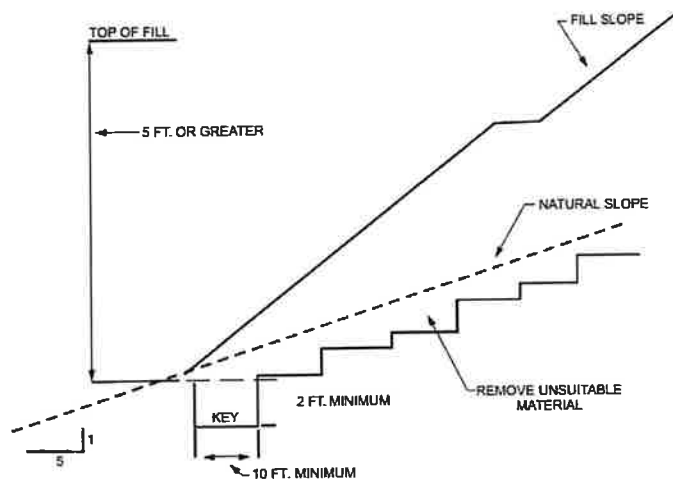 TOP OF FILL
FILL SLOPE
5 FT. OR GREATER
NATURAL SLOPE
REMOVE UNSUITABLE
MATERIAL
2 FT. MINIMUM
KEY
1
5
10 FT. MINIMUM